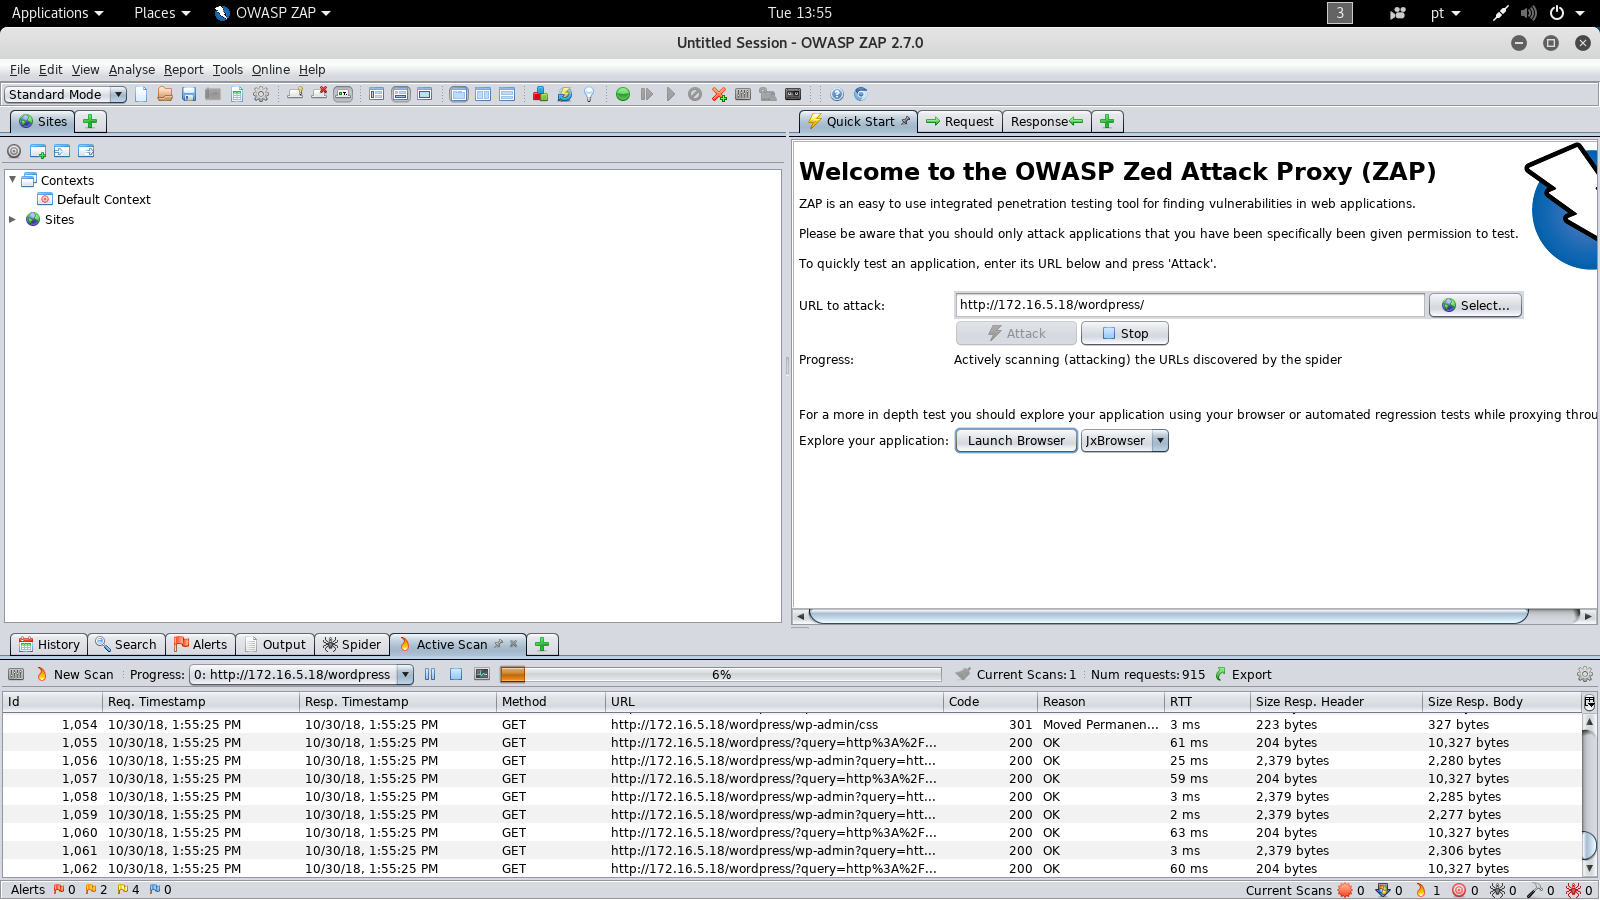 Applications Places OWASP ZAP Tue 13:55 3 pt
Untitled Session - OWASP ZAP 2.7.0
File Edit View Analyse Report Tools Online Help
Standard Mode
Sites
Quick Start Request Response
Contexts
Default Context
Sites
Welcome to the OWASP Zed Attack Proxy (ZAP)
ZAP is an easy to use integrated penetration testing tool for finding vulnerabilities in web applications.
Please be aware that you should only attack applications that you have been specifically been given permission to test.
To quickly test an application, enter its URL below and press 'Attack'.
URL to attack: http://172.16.5.18/wordpress/ Select...
Attack Stop
Progress: Actively scanning (attacking) the URLs discovered by the spider
For a more in depth test you should explore your application using your browser or automated regression tests while proxying throu
Explore your application: Launch Browser JxBrowser
History Search Alerts Output Spider Active Scan
New Scan Progress: 0: http://172.16.5.18/wordpress 6% Current Scans: 1 Num requests: 915 Export
Id Req. Timestamp Resp. Timestamp Method URL Code Reason RTT Size Resp. Header Size Resp. Body
1,054 10/30/18, 1:55:25 PM 10/30/18, 1:55:25 PM GET http://172.16.5.18/wordpress/wp-admin/css 301 Moved Permanen... 3 ms 223 bytes 327 bytes
1,055 10/30/18, 1:55:25 PM 10/30/18, 1:55:25 PM GET http://172.16.5.18/wordpress/?query=http%3A%2F... 200 OK 61 ms 204 bytes 10,327 bytes
1,056 10/30/18, 1:55:25 PM 10/30/18, 1:55:25 PM GET http://172.16.5.18/wordpress/wp-admin?query=htt... 200 OK 25 ms 2,379 bytes 2,280 bytes
1,057 10/30/18, 1:55:25 PM 10/30/18, 1:55:25 PM GET http://172.16.5.18/wordpress/?query=http%3A%2F... 200 OK 59 ms 204 bytes 10,327 bytes
1,058 10/30/18, 1:55:25 PM 10/30/18, 1:55:25 PM GET http://172.16.5.18/wordpress/wp-admin?query=htt... 200 OK 3 ms 2,379 bytes 2,285 bytes
1,059 10/30/18, 1:55:25 PM 10/30/18, 1:55:25 PM GET http://172.16.5.18/wordpress/wp-admin?query=htt... 200 OK 2 ms 2,379 bytes 2,277 bytes
1,060 10/30/18, 1:55:25 PM 10/30/18, 1:55:25 PM GET http://172.16.5.18/wordpress/?query=http%3A%2F... 200 OK 63 ms 204 bytes 10,327 bytes
1,061 10/30/18, 1:55:25 PM 10/30/18, 1:55:25 PM GET http://172.16.5.18/wordpress/wp-admin?query=htt... 200 OK 3 ms 2,379 bytes 2,306 bytes
1,062 10/30/18, 1:55:25 PM 10/30/18, 1:55:25 PM GET http://172.16.5.18/wordpress/?query=http%3A%2F... 200 OK 60 ms 204 bytes 10,327 bytes
Alerts 0 2 4 0 Current Scans 0 0 1 0 0 0 0